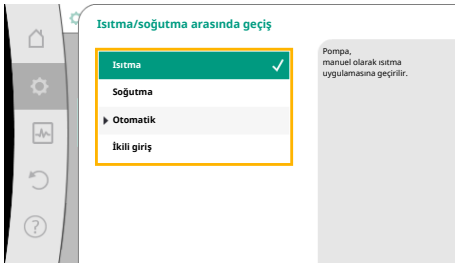 Isıtma/soğutma arasında geçiş
Isıtma
Soğutma
Otomatik
İkili giriş
Pompa,
manuel olarak ısıtma
uygulamasına geçirilir.